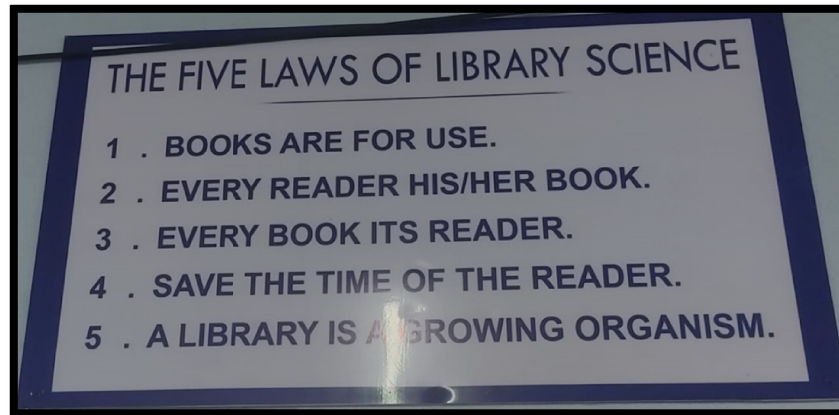 THE FIVE LAWS OF LIBRARY SCIENCE
1 . BOOKS ARE FOR USE.
2 . EVERY READER HIS/HER BOOK.
3 . EVERY BOOK ITS READER.
4 . SAVE THE TIME OF THE READER.
5 . A LIBRARY IS A GROWING ORGANISM.